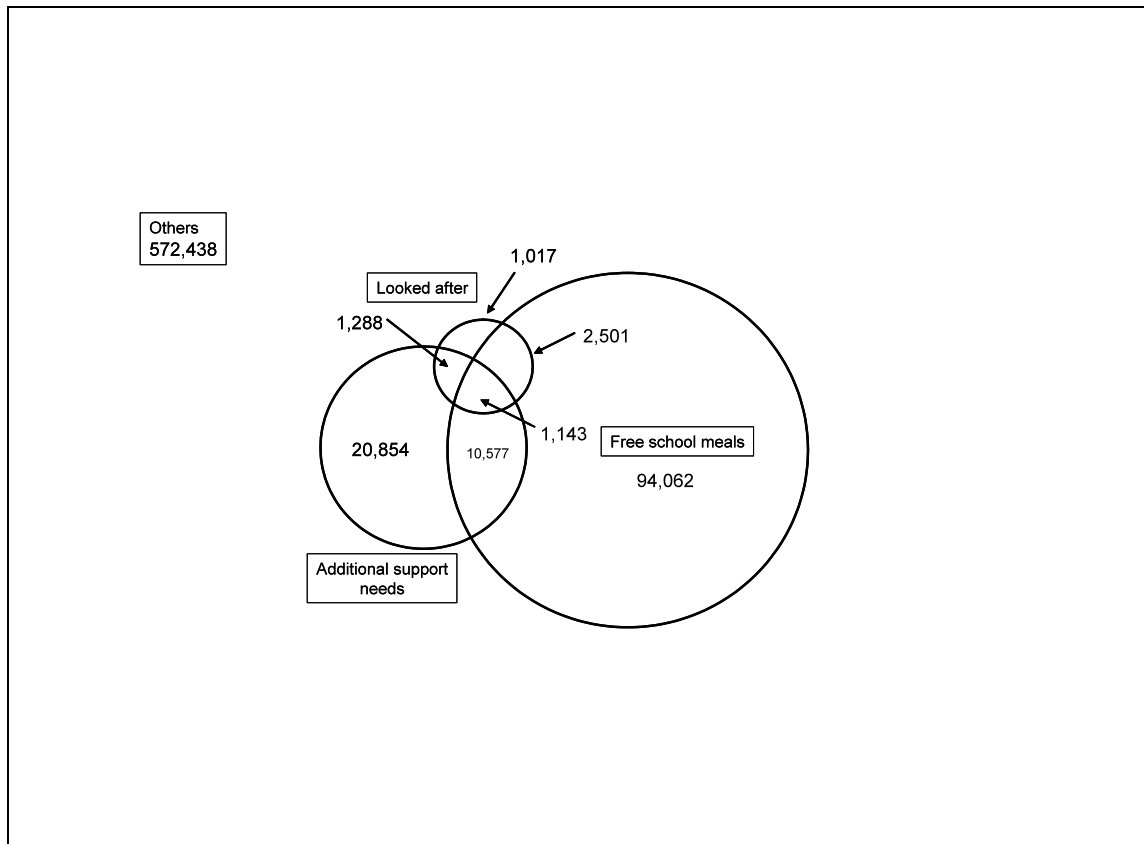 Others
572,438
1,017
Looked after
1,288
2,501
1,143
20,854
10,577
Free school meals
94,062
Additional support
needs